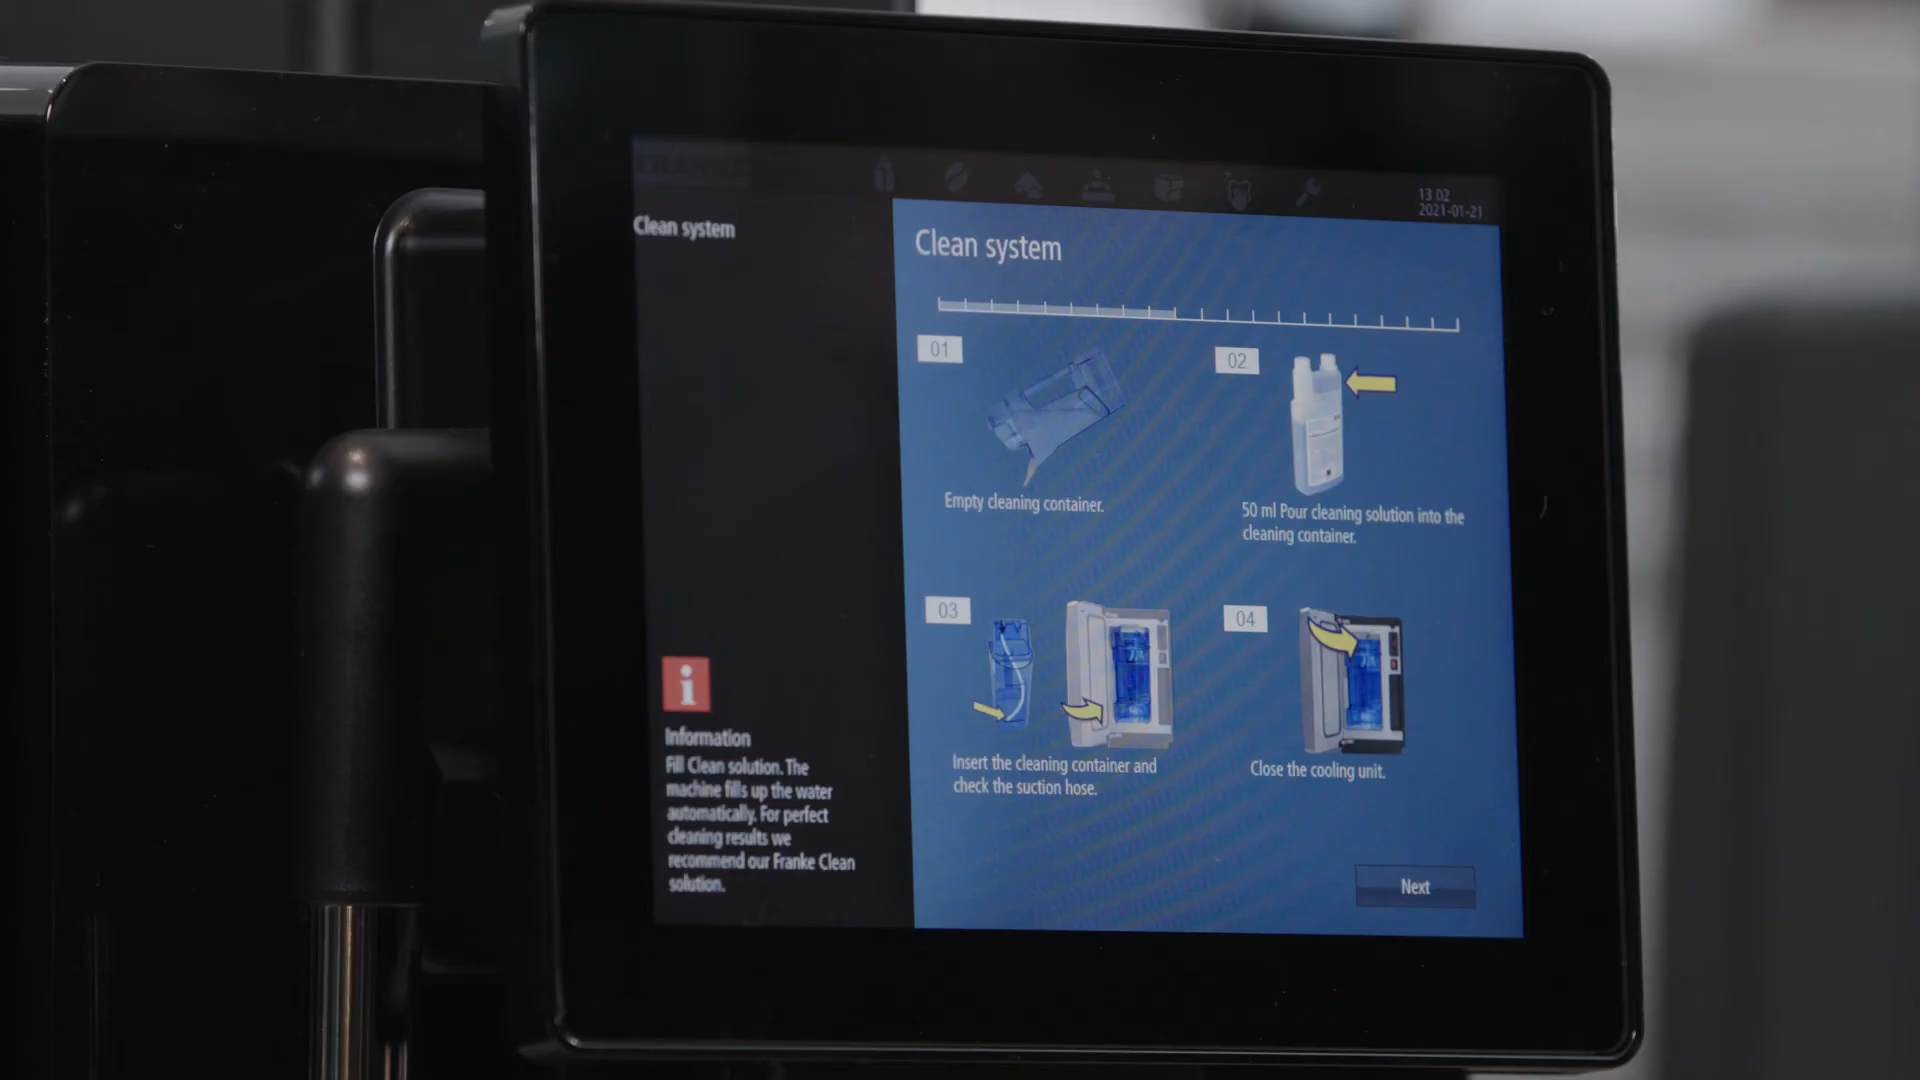 FRANKE
13 02
2021-01-21
Clean system
Clean system
01
02
Empty cleaning container.
50 ml Pour cleaning solution into the
cleaning container.
03
04
Insert the cleaning container and
check the suction hose.
Close the cooling unit.
i
Information
Fill Clean solution. The
machine fills up the water
automatically. For perfect
cleaning results we
recommend our Franke Clean
solution.
Next